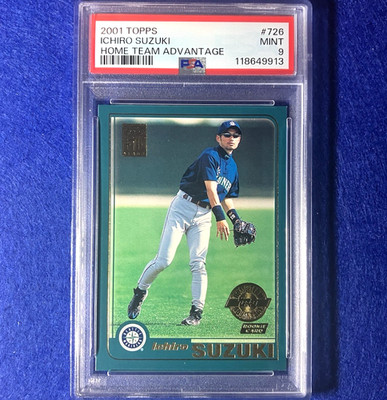 2001 TOPPS #726
ICHIRO SUZUKI MINT
HOME TEAM ADVANTAGE 9
PSA 118649913
ROOKIE
CARD
Ichiro SUZUKI